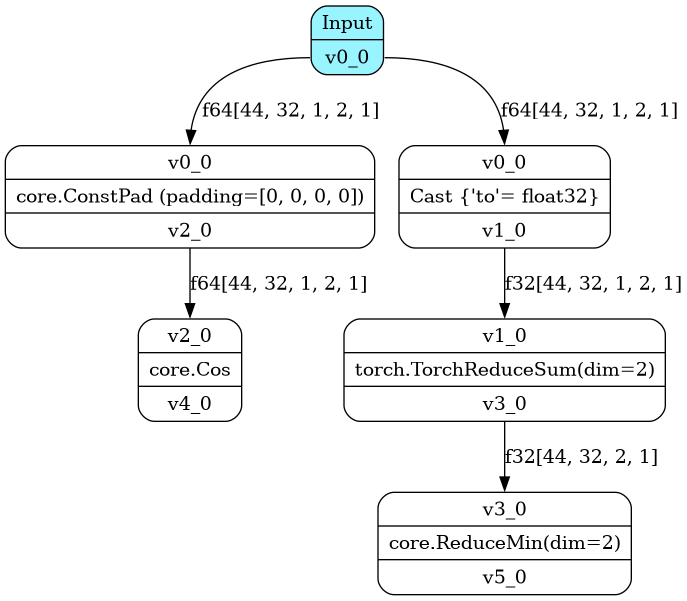 Input
v0_0
f64[44, 32, 1, 2, 1]
f64[44, 32, 1, 2, 1]
v0_0
core.ConstPad (padding=[0, 0, 0, 0])
v2_0
v0_0
Cast {'to'= float32}
v1_0
f64[44, 32, 1, 2, 1]
f32[44, 32, 1, 2, 1]
v2_0
core.Cos
v4_0
v1_0
torch.TorchReduceSum(dim=2)
v3_0
f32[44, 32, 2, 1]
v3_0
core.ReduceMin(dim=2)
v5_0